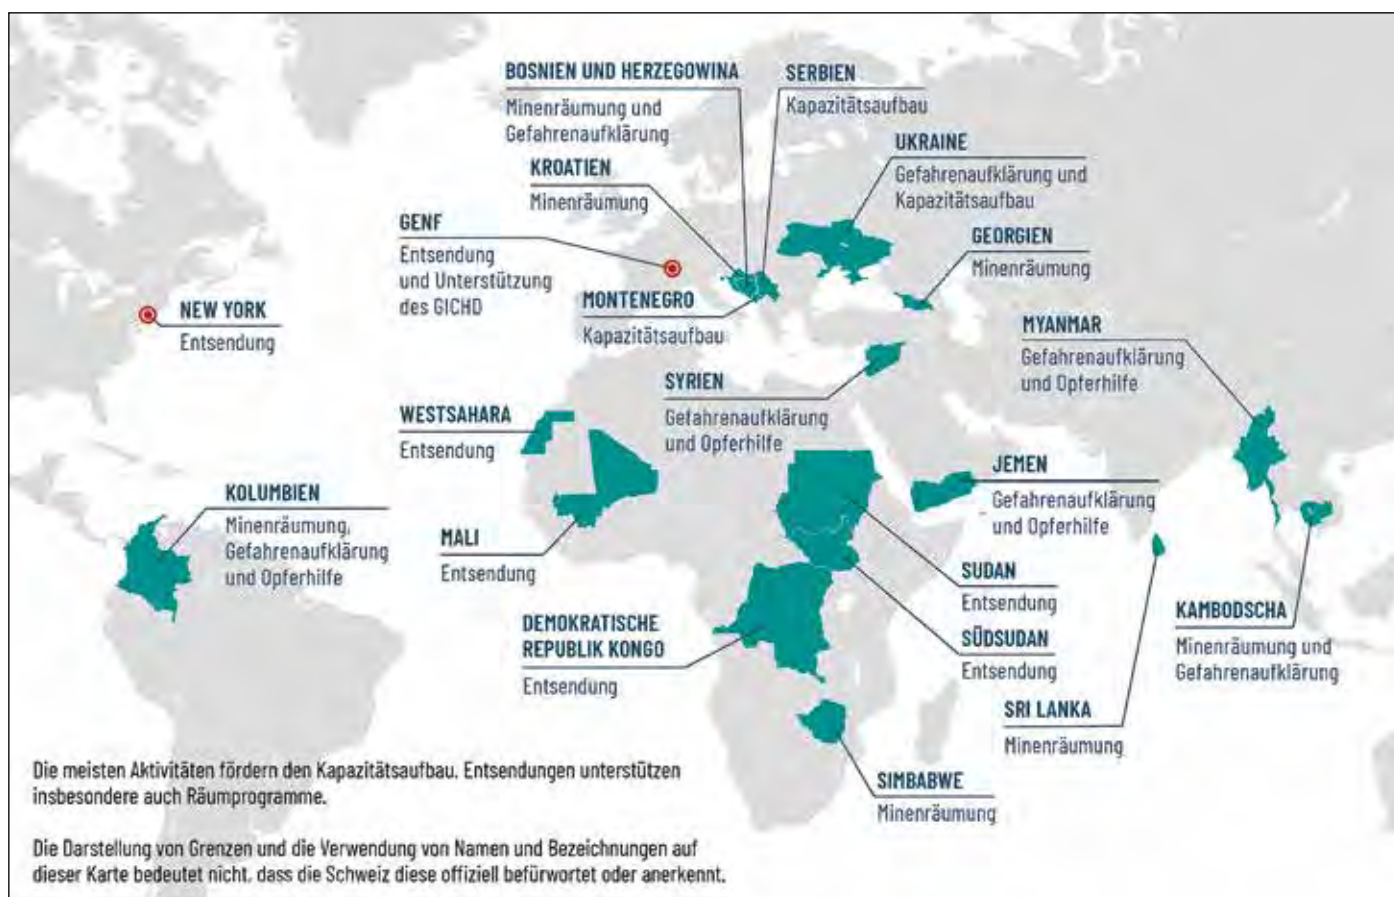 BOSNIEN UND HERZEGOWINA
Minenräumung und
Gefahrenaufklärung
SERBIEN
Kapazitätsaufbau
UKRAINE
Gefahrenaufklärung und
Kapazitätsaufbau
KROATIEN
Minenräumung
GENF
Entsendung
und Unterstützung
des GICHD
GEORGIEN
Minenräumung
MONTENEGRO
Kapazitätsaufbau
NEW YORK
Entsendung
MYANMAR
Gefahrenaufklärung
und Opferhilfe
SYRIEN
Gefahrenaufklärung
und Opferhilfe
WESTSAHARA
Entsendung
JEMEN
Gefahrenaufklärung
und Opferhilfe
KOLUMBIEN
Minenräumung,
Gefahrenaufklärung
und Opferhilfe
MALI
Entsendung
SUDAN
Entsendung
DEMOKRATISCHE
REPUBLIK KONGO
Entsendung
SÜDSUDAN
Entsendung
KAMBODSCHA
Minenräumung und
Gefahrenaufklärung
SRI LANKA
Minenräumung
SIMBABWE
Minenräumung
Die meisten Aktivitäten fördern den Kapazitätsaufbau. Entsendungen unterstützen
insbesondere auch Räumprogramme.
Die Darstellung von Grenzen und die Verwendung von Namen und Bezeichnungen auf
dieser Karte bedeutet nicht, dass die Schweiz diese offiziell befürwortet oder anerkennt.